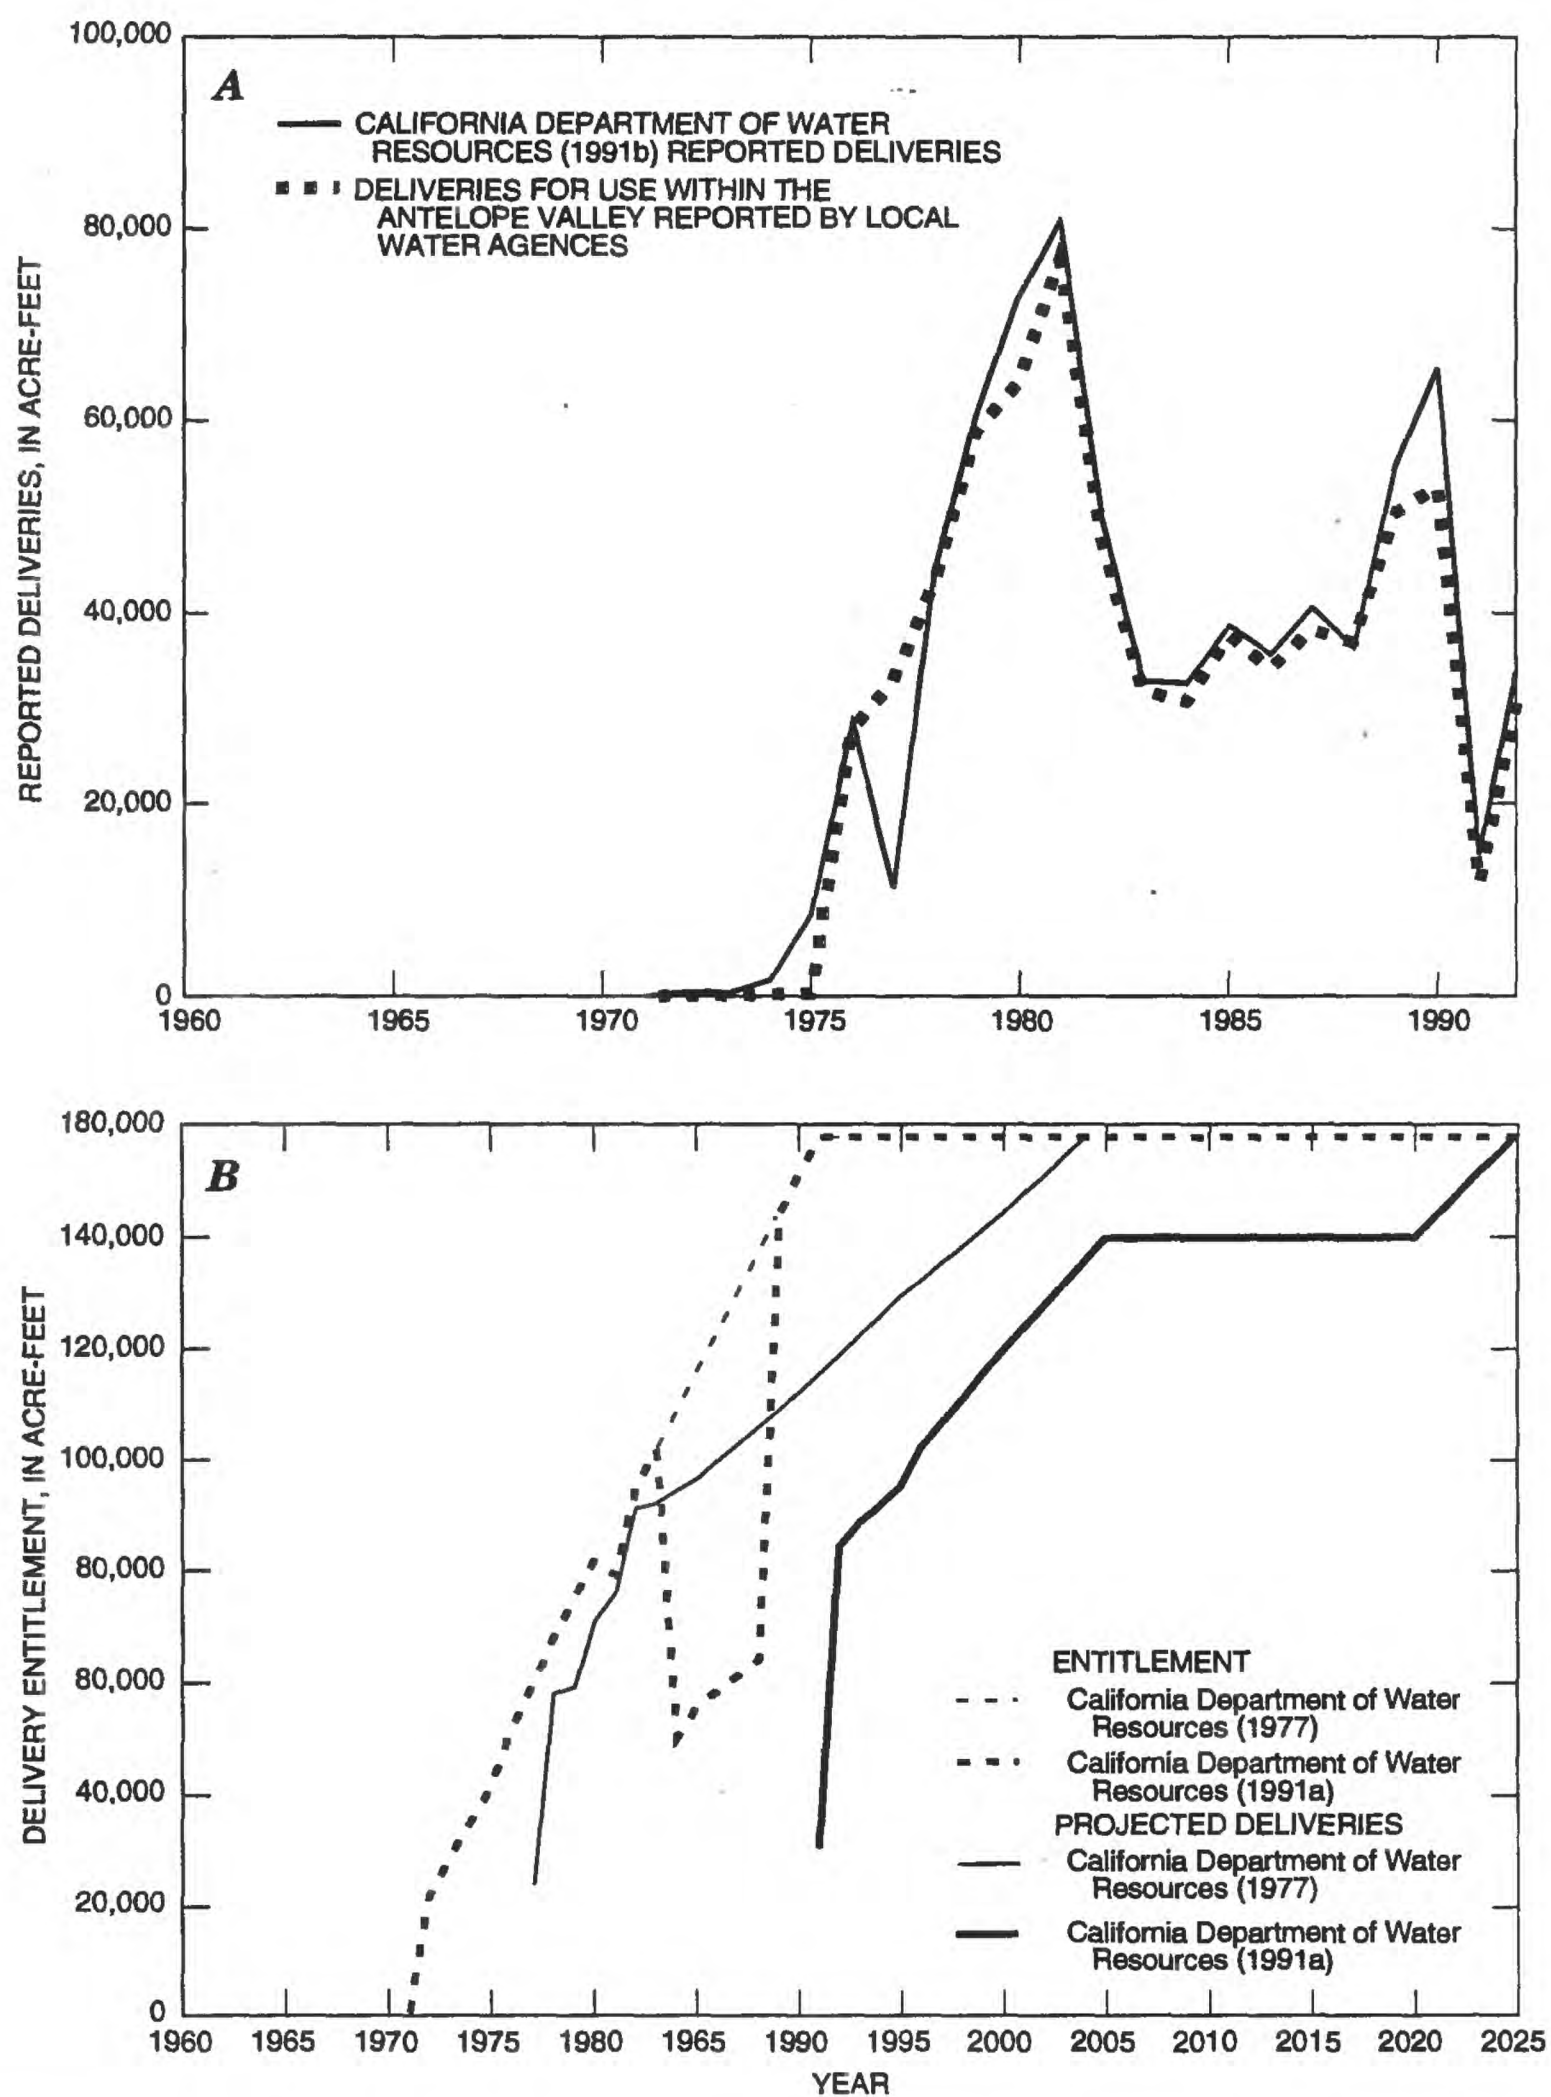 100,000
A
CALIFORNIA DEPARTMENT OF WATER
RESOURCES (1991b) REPORTED DELIVERIES
DELIVERIES FOR USE WITHIN THE
ANTELOPE VALLEY REPORTED BY LOCAL
WATER AGENCES
80,000
60,000
40,000
20,000
0
REPORTED DELIVERIES, IN ACRE-FEET
1960 1965 1970 1975 1980 1985 1990
180,000
B
140,000
120,000
100,000
80,000
80,000
40,000
20,000
0
DELIVERY ENTITLEMENT, IN ACRE-FEET
ENTITLEMENT
California Department of Water
Resources (1977)
California Department of Water
Resources (1991a)
PROJECTED DELIVERIES
California Department of Water
Resources (1977)
California Department of Water
Resources (1991a)
1960 1965 1970 1975 1980 1965 1990 1995 2000 2005 2010 2015 2020 2025
YEAR